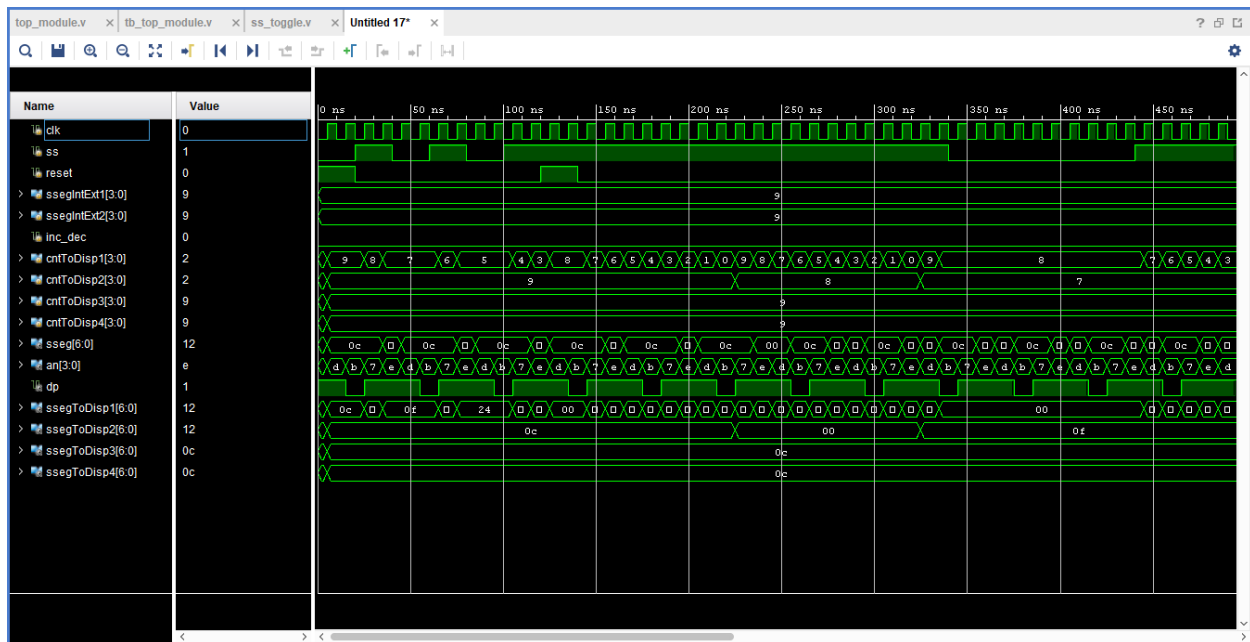 top_module.v × tb_top_module.v × ss_toggle.v × Untitled 17* ×
Name Value
0 ns 50 ns 100 ns 150 ns 200 ns 250 ns 300 ns 350 ns 400 ns 450 ns
clk 0
ss 1
reset 0
ssegIntExt1[3:0] 9 9
ssegIntExt2[3:0] 9 9
inc_dec 0
cntToDisp1[3:0] 2 9 8 7 6 5 4 3 8 7 6 5 4 3 2 1 0 9 8 7 6 5 4 3 2 1 0 9 8 7 6 5 4 3
cntToDisp2[3:0] 2 9 8 7
cntToDisp3[3:0] 9 9
cntToDisp4[3:0] 9 9
sseg[6:0] 12 0c 0c 0c 0c 0c 0c 00 0c 0c 0c 0c 0c 0c
an[3:0] e d b 7 e d b 7 e d b 7 e d b 7 e d b 7 e d b 7 e d b 7 e d b 7 e d b 7 e d b 7 e d b 7 e d b 7 e d
dp 1
ssegToDisp1[6:0] 12 0c 0f 24 00 00
ssegToDisp2[6:0] 12 0c 00 0f
ssegToDisp3[6:0] 0c 0c
ssegToDisp4[6:0] 0c 0c